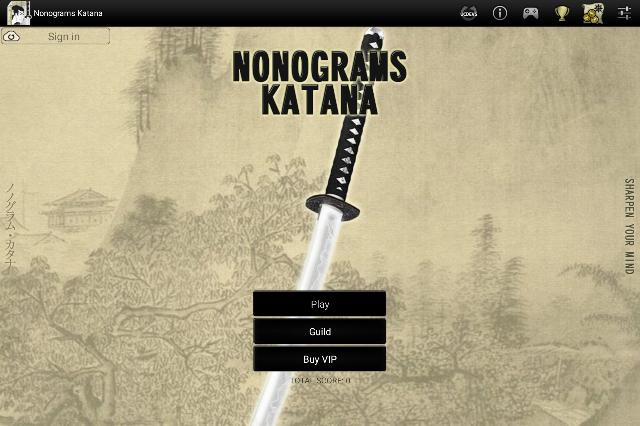 Nonograms Katana
UCDEVS
Sign in
NONOGRAMS
KATANA
ノノグラム・カタナ
SHARPEN YOUR MIND
Play
Guild
Buy VIP
TOTAL SCORE: 0